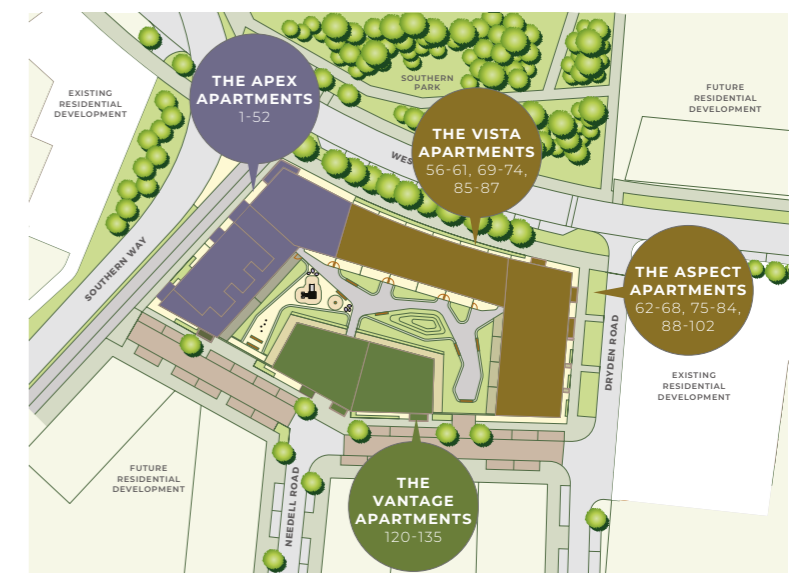 EXISTING
RESIDENTIAL
DEVELOPMENT
THE APEX
APARTMENTS
1-52
SOUTHERN
PARK
FUTURE
RESIDENTIAL
DEVELOPMENT
WES
THE VISTA
APARTMENTS
56-61, 69-74,
85-87
SOUTHERN WAY
THE ASPECT
APARTMENTS
62-68, 75-84,
88-102
DRYDEN ROAD
EXISTING
RESIDENTIAL
DEVELOPMENT
FUTURE
RESIDENTIAL
DEVELOPMENT
NEEDELL ROAD
THE
VANTAGE
APARTMENTS
120-135